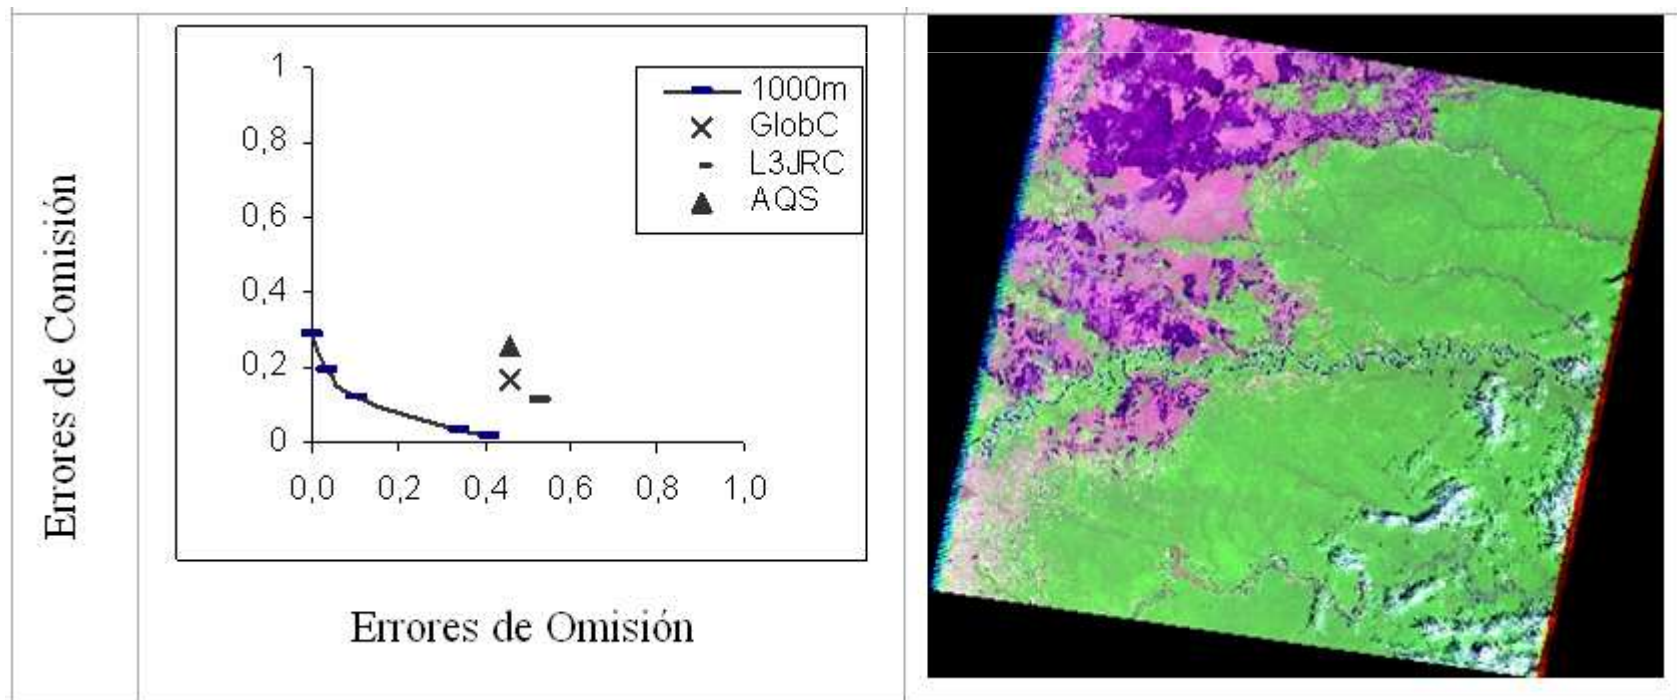 Errores de Comisión
1
0,8
0,6
0,4
0,2
0
0,0 0,2 0,4 0,6 0,8 1,0
1000m
GlobC
L3JRC
AQS
Errores de Omisión